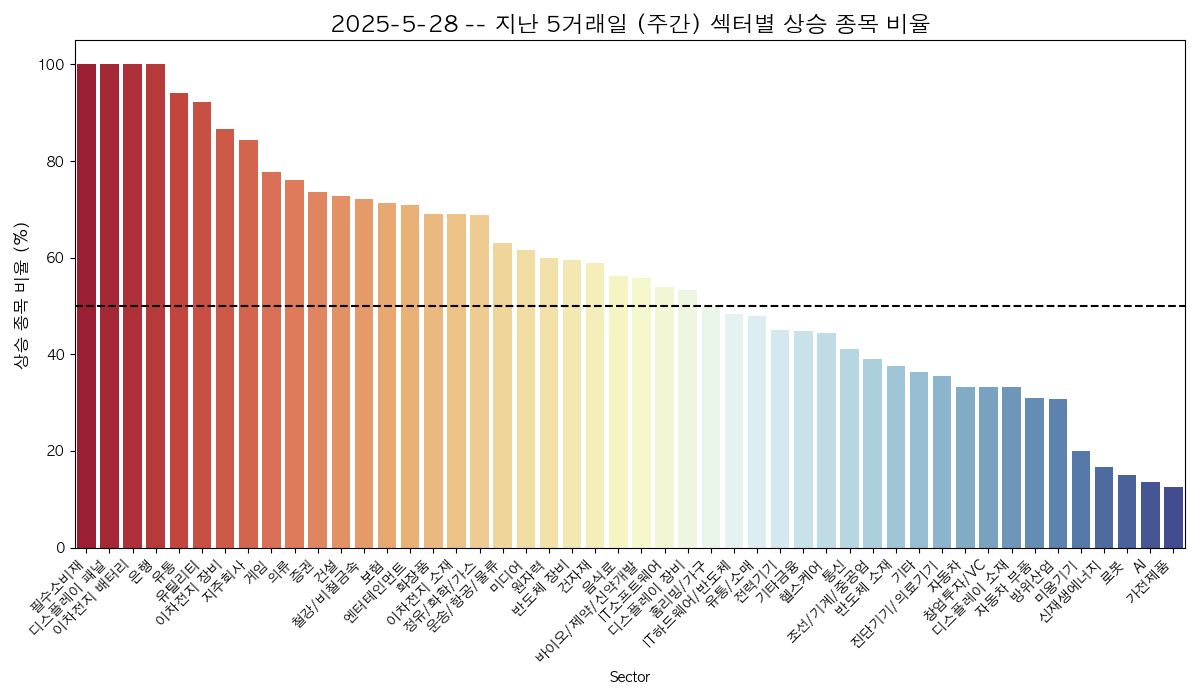 2025-5-28 -- 지난 5거래일 (주간) 섹터별 상승 종목 비율
상승 종목 비율 (%)
100
80
60
40
20
0
필수소비재
디스플레이 패널
이차전지 배터리
은행
유통
유틸리티
이차전지 장비
지주회사
게임
의류
증권
건설
철강/비철금속
보험
엔터테인먼트
화장품
이차전지 소재
정유/화학/가스
운송/항공/물류
미디어
원자력
반도체 장비
건자재
음식료
바이오/제약/신약개발
IT소프트웨어
디스플레이 장비
홈리빙/가구
IT하드웨어/반도체
유통/소매
전력기기
기타금융
헬스케어
통신
조선/기계/중공업
반도체 소재
기타
진단기기/의료기기
자동차
창업투자/VC
디스플레이 소재
자동차 부품
방위산업
미용기기
신재생에너지
로봇
AI
가전제품
Sector